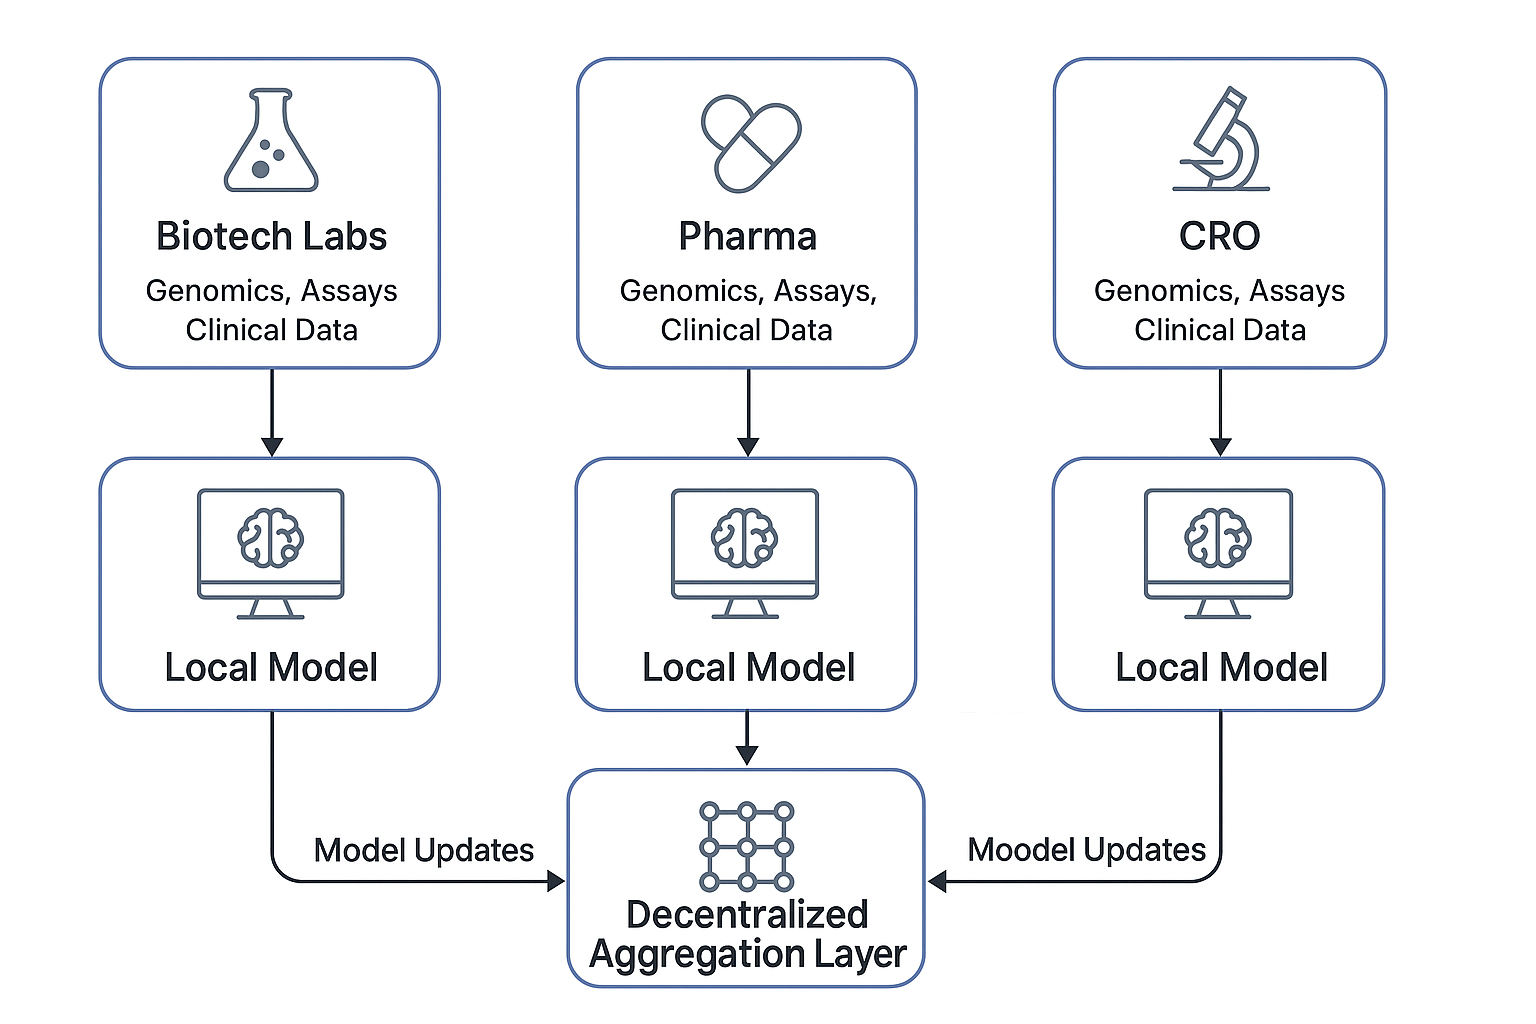 Biotech Labs
Genomics, Assays
Clinical Data
Pharma
Genomics, Assays,
Clinical Data
CRO
Genomics, Assays
Clinical Data
Local Model
Local Model
Local Model
Model Updates
Moodel Updates
Decentralized
Aggregation Layer